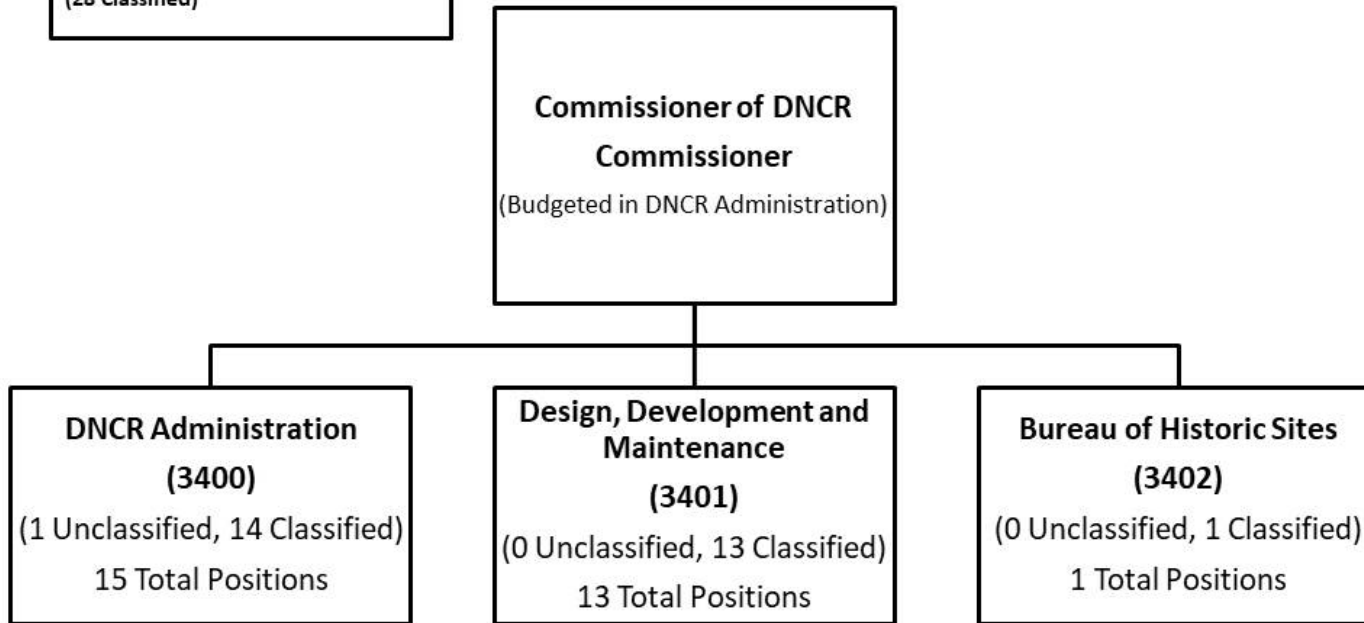 (28 Classified)
Commissioner of DNCR
Commissioner
(Budgeted in DNCR Administration)
DNCR Administration
(3400)
(1 Unclassified, 14 Classified)
15 Total Positions
Design, Development and
Maintenance
(3401)
(0 Unclassified, 13 Classified)
13 Total Positions
Bureau of Historic Sites
(3402)
(0 Unclassified, 1 Classified)
1 Total Positions